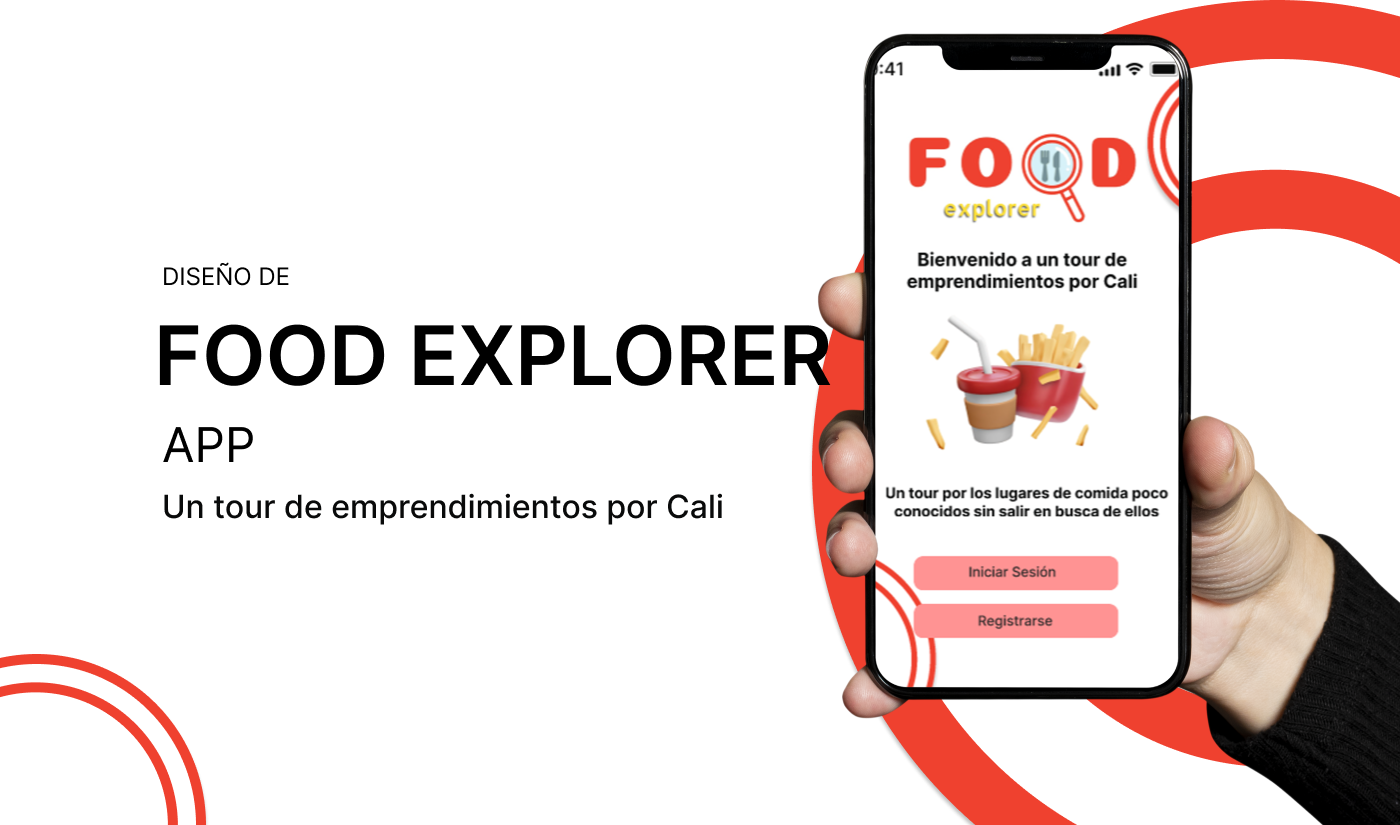 DISEÑO DE
FOOD EXPLORER
APP
Un tour de emprendimientos por Cali
:41
FOOD
explorer
Bienvenido a un tour de
emprendimientos por Cali
Un tour por los lugares de comida poco
conocidos sin salir en busca de ellos
Iniciar Sesión
Registrarse